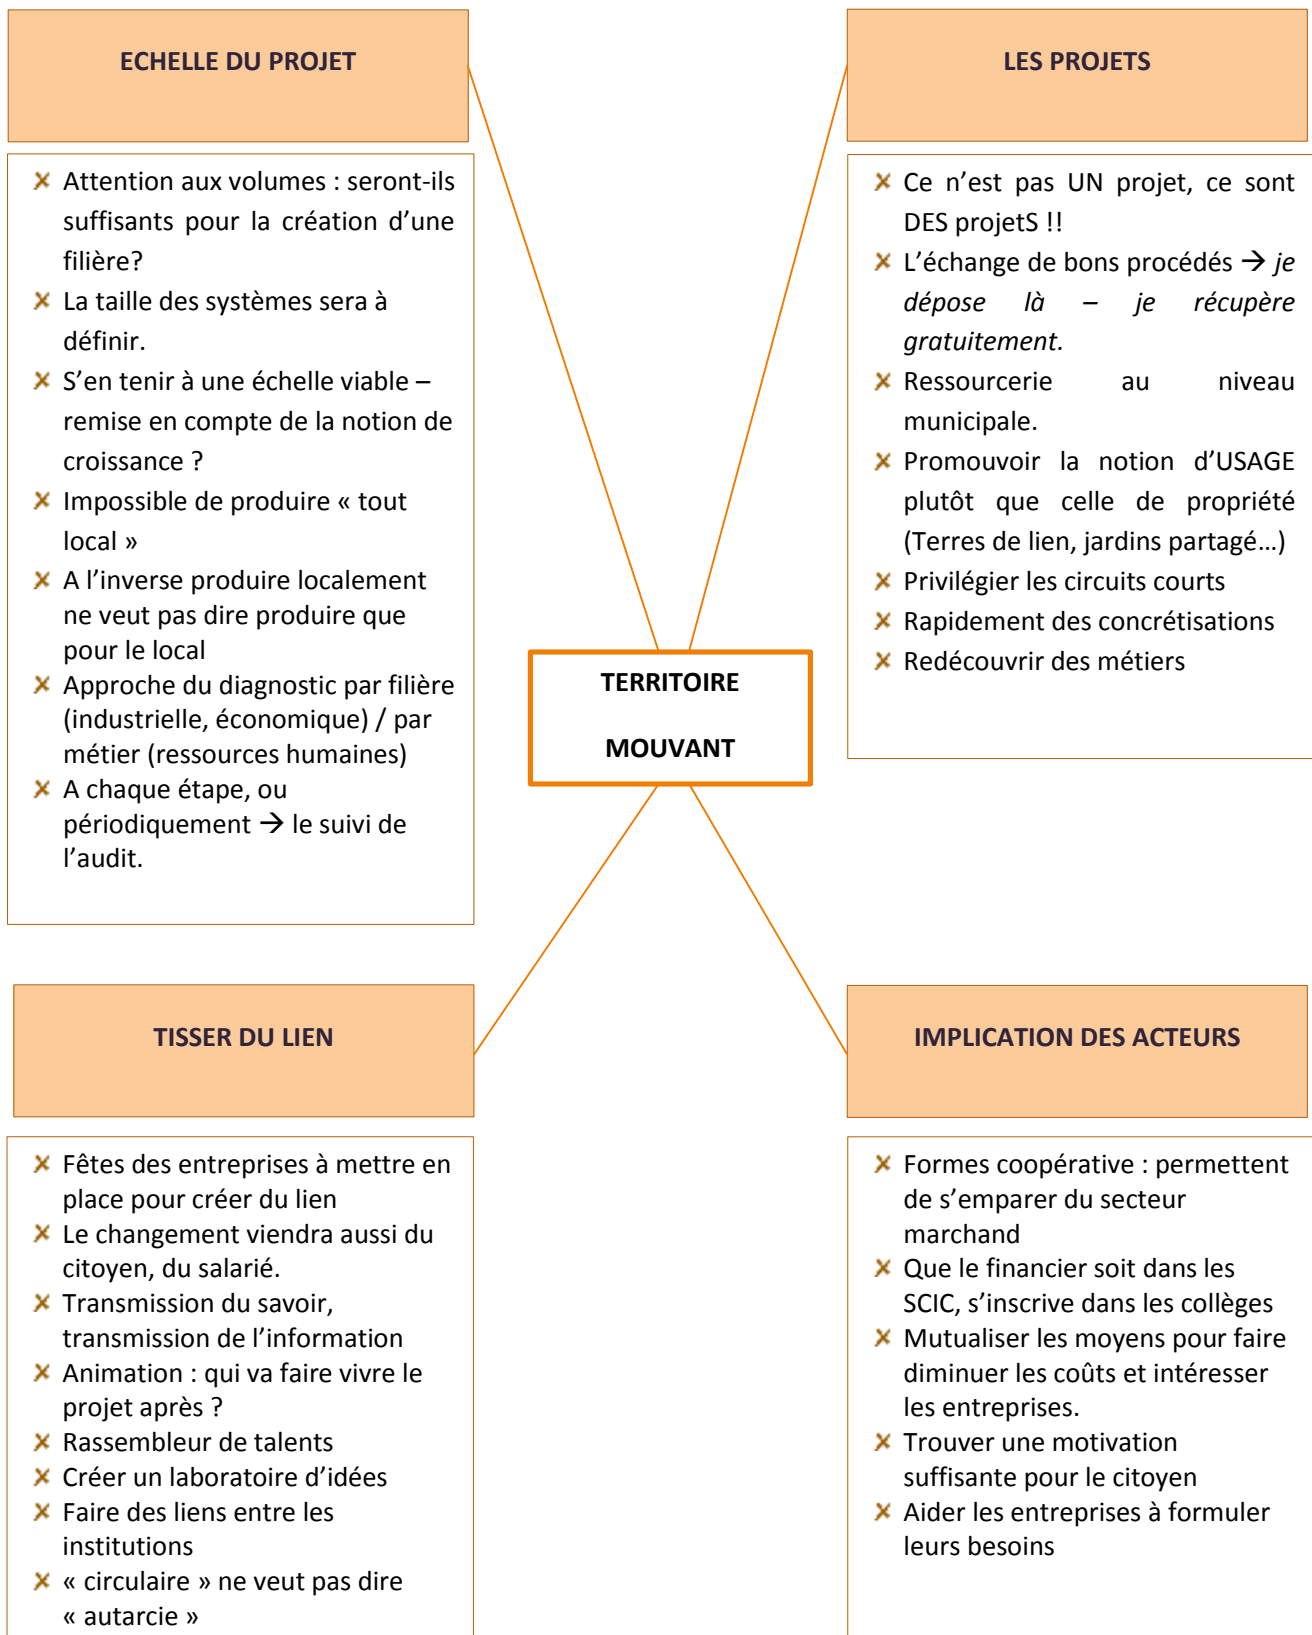 ECHELLE DU PROJET
Attention aux volumes : seront-ils
suffisants pour la création d’une
filière?
La taille des systèmes sera à
définir.
S’en tenir à une échelle viable –
remise en compte de la notion de
croissance ?
Impossible de produire « tout
local »
A l’inverse produire localement
ne veut pas dire produire que
pour le local
Approche du diagnostic par filière
(industrielle, économique) / par
métier (ressources humaines)
A chaque étape, ou
périodiquement → le suivi de
l’audit.
LES PROJETS
Ce n’est pas UN projet, ce sont
DES projetS !!
L’échange de bons procédés → je
dépose là – je récupère
gratuitement.
Ressourcerie au niveau
municipale.
Promouvoir la notion d’USAGE
plutôt que celle de propriété
(Terres de lien, jardins partagé…)
Privilégier les circuits courts
Rapidement des concrétisations
Redécouvrir des métiers
TERRITOIRE
MOUVANT
TISSER DU LIEN
Fêtes des entreprises à mettre en
place pour créer du lien
Le changement viendra aussi du
citoyen, du salarié.
Transmission du savoir,
transmission de l’information
Animation : qui va faire vivre le
projet après ?
Rassembleur de talents
Créer un laboratoire d’idées
Faire des liens entre les
institutions
« circulaire » ne veut pas dire
« autarcie »
IMPLICATION DES ACTEURS
Formes coopérative : permettent
de s’emparer du secteur
marchand
Que le financier soit dans les
SCIC, s’inscrive dans les collèges
Mutualiser les moyens pour faire
diminuer les coûts et intéresser
les entreprises.
Trouver une motivation
suffisante pour le citoyen
Aider les entreprises à formuler
leurs besoins